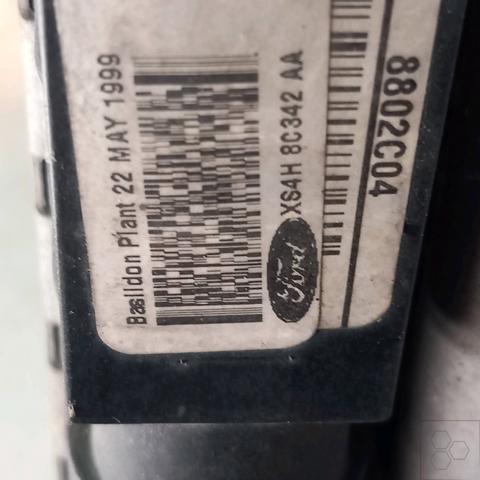 Basildon Plant 22 MAY 1999
XS4H 8C342 AA
Ford
8802C04